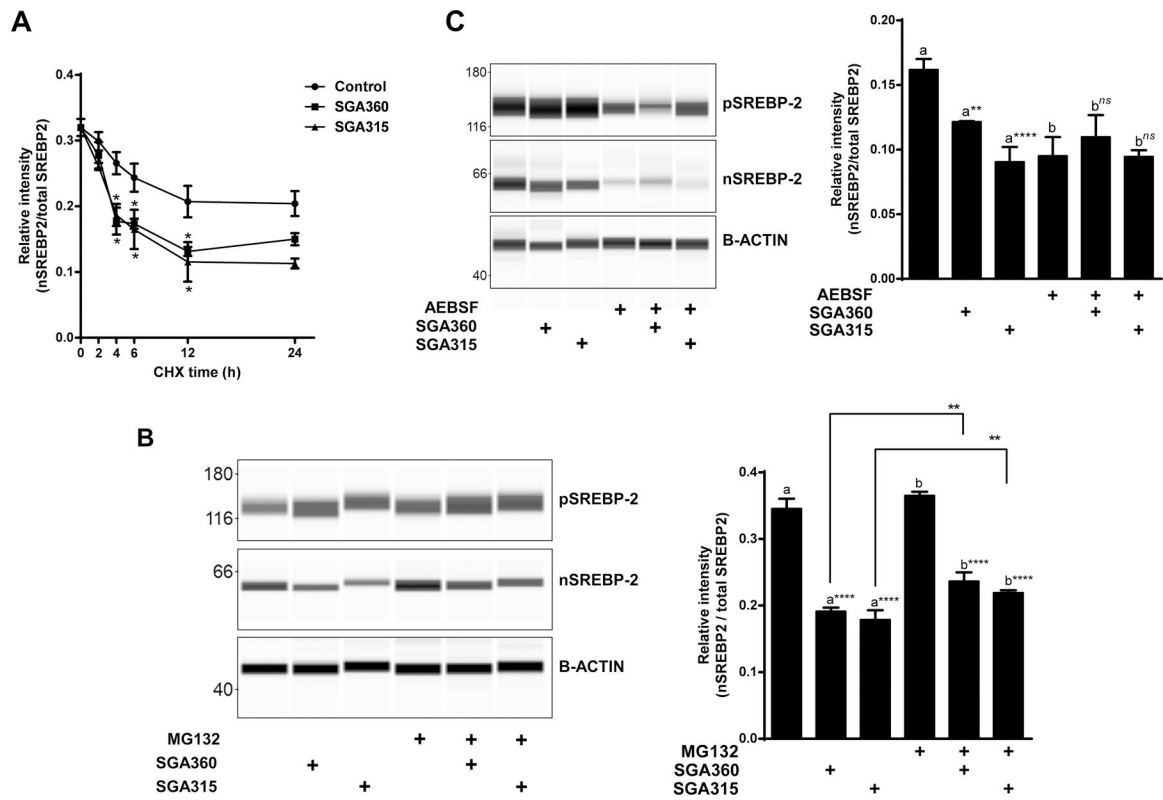 A
Relative intensity
(nSREBP2/total SREBP2)
0.4
0.3
0.2
0.1
0.0
0 2 4 6 12 24
CHX time (h)
Control
SGA360
SGA315
* * * * * *
C
180
116
66
40
pSREBP-2
nSREBP-2
B-ACTIN
AEBSF + + +
SGA360 + +
SGA315 + +
Relative intensity
(nSREBP2/total SREBP2)
0.20
0.15
0.10
0.05
0.00
a a** a**** b b^ns b^ns
AEBSF + + +
SGA360 + +
SGA315 + +
B
180
116
66
40
pSREBP-2
nSREBP-2
B-ACTIN
MG132 + + +
SGA360 + +
SGA315 + +
Relative intensity
(nSREBP2 / total SREBP2)
0.4
0.3
0.2
0.1
0.0
**
**
a a**** a**** b b**** b****
MG132 + + +
SGA360 + +
SGA315 + +